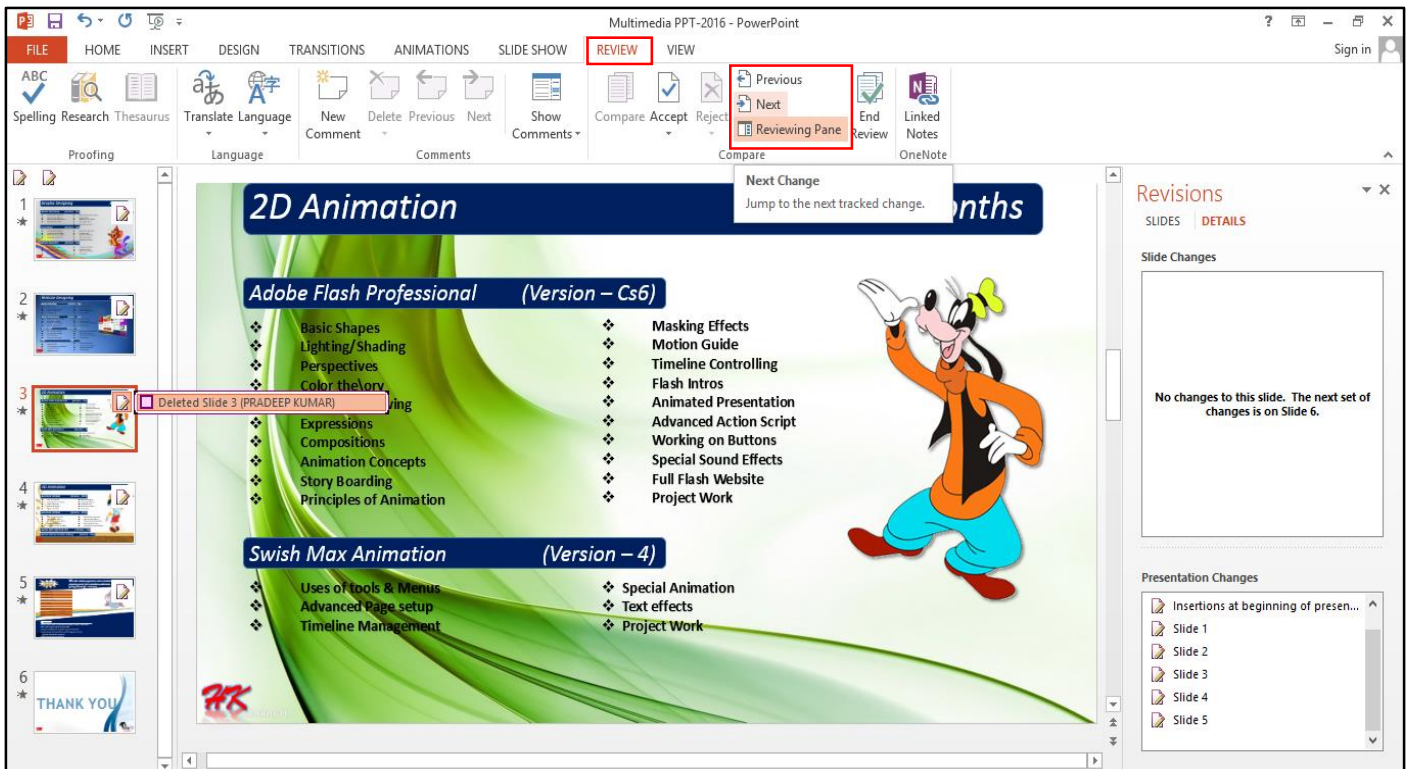 Multimedia PPT-2016 - PowerPoint
?
FILE HOME INSERT DESIGN TRANSITIONS ANIMATIONS SLIDE SHOW REVIEW VIEW Sign in
ABC
Spelling Research Thesaurus Translate Language New Comment Delete Previous Next Show Comments Compare Accept Reject Previous Next Reviewing Pane End Review Linked Notes
Proofing Language Comments Compare OneNote
Next Change
Jump to the next tracked change.
1
2
3
Deleted Slide 3 (PRADEEP KUMAR)
4
5
6
THANK YOU
2D Animation onths
Adobe Flash Professional (Version – Cs6)
Basic Shapes
Lighting/Shading
Perspectives
Color the\ory
ving
Expressions
Compositions
Animation Concepts
Story Boarding
Principles of Animation
Masking Effects
Motion Guide
Timeline Controlling
Flash Intros
Animated Presentation
Advanced Action Script
Working on Buttons
Special Sound Effects
Full Flash Website
Project Work
Swish Max Animation (Version – 4)
Uses of tools & Menus
Advanced Page setup
Timeline Management
Special Animation
Text effects
Project Work
HK
Revisions
SLIDES DETAILS
Slide Changes
No changes to this slide. The next set of
changes is on Slide 6.
Presentation Changes
Insertions at beginning of presen...
Slide 1
Slide 2
Slide 3
Slide 4
Slide 5